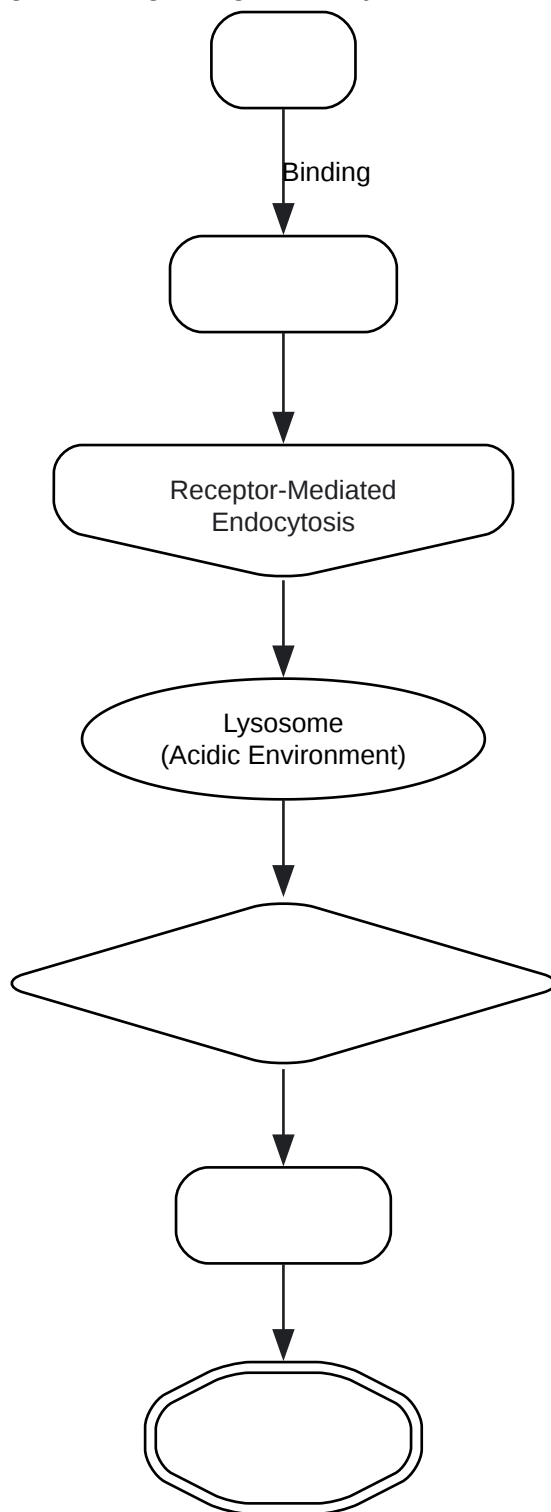 Binding
Receptor-Mediated
Endocytosis
Lysosome
(Acidic Environment)